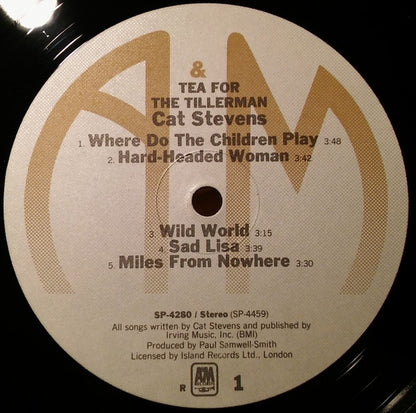 &
A M
TEA FOR
THE TILLERMAN
Cat Stevens
1. Where Do The Children Play 3:48
2. Hard-Headed Woman 3:42
3. Wild World 3:15
4. Sad Lisa 3:39
5. Miles From Nowhere 3:30
SP-4280 / Stereo (SP-4459)
All songs written by Cat Stevens and published by
Irving Music, Inc. (BMI)
Produced by Paul Samwell-Smith
Licensed by Island Records Ltd., London
R A&M 1